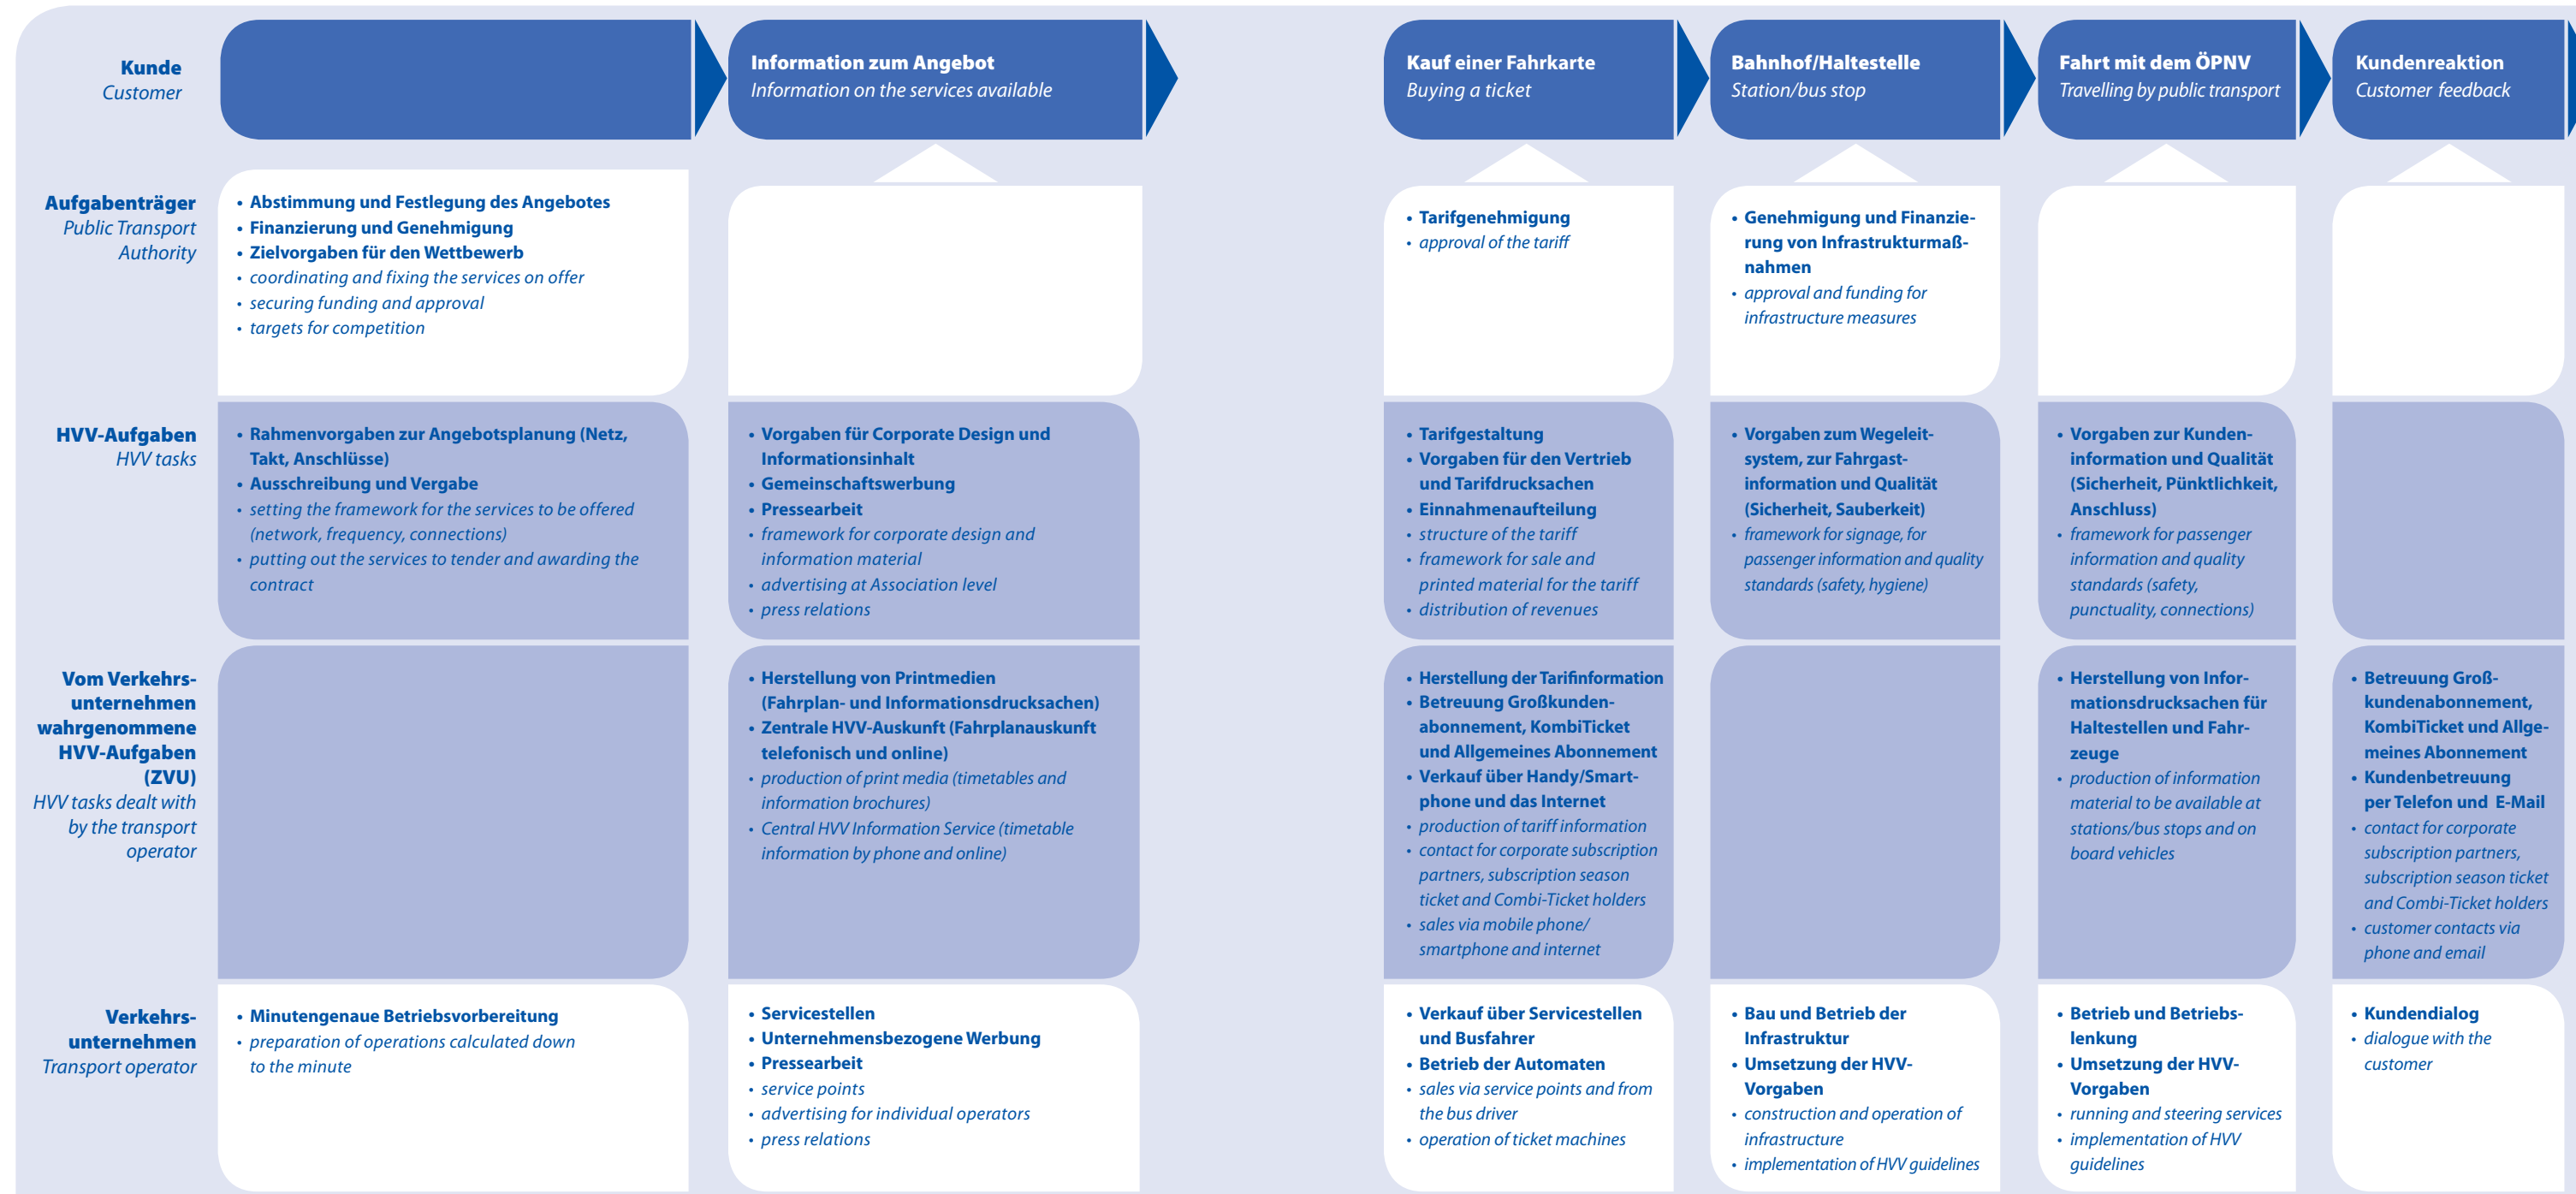 Kunde
Customer
Information zum Angebot
Information on the services available
Kauf einer Fahrkarte
Buying a ticket
Bahnhof/Haltestelle
Station/bus stop
Fahrt mit dem ÖPNV
Travelling by public transport
Kundenreaktion
Customer feedback
Aufgabenträger
Public Transport
Authority
• Abstimmung und Festlegung des Angebotes
• Finanzierung und Genehmigung
• Zielvorgaben für den Wettbewerb
• coordinating and fixing the services on offer
• securing funding and approval
• targets for competition
• Tarifgenehmigung
• approval of the tariff
• Genehmigung und Finanzie-
rung von Infrastrukturmaß-
nahmen
• approval and funding for
infrastructure measures
HVV-Aufgaben
HVV tasks
• Rahmenvorgaben zur Angebotsplanung (Netz,
Takt, Anschlüsse)
• Ausschreibung und Vergabe
• setting the framework for the services to be offered
(network, frequency, connections)
• putting out the services to tender and awarding the
contract
• Vorgaben für Corporate Design und
Informationsinhalt
• Gemeinschaftswerbung
• Pressearbeit
• framework for corporate design and
information material
• advertising at Association level
• press relations
• Tarifgestaltung
• Vorgaben für den Vertrieb
und Tarifdrucksachen
• Einnahmenaufteilung
• structure of the tariff
• framework for sale and
printed material for the tariff
• distribution of revenues
• Vorgaben zum Wegeleit-
system, zur Fahrgast-
information und Qualität
(Sicherheit, Sauberkeit)
• framework for signage, for
passenger information and quality
standards (safety, hygiene)
• Vorgaben zur Kunden-
information und Qualität
(Sicherheit, Pünktlichkeit,
Anschluss)
• framework for passenger
information and quality
standards (safety,
punctuality, connections)
Vom Verkehrs-
unternehmen
wahrgenommene
HVV-Aufgaben
(ZVU)
HVV tasks dealt with
by the transport
operator
• Herstellung von Printmedien
(Fahrplan- und Informationsdrucksachen)
• Zentrale HVV-Auskunft (Fahrplanauskunft
telefonisch und online)
• production of print media (timetables and
information brochures)
• Central HVV Information Service (timetable
information by phone and online)
• Herstellung der Tarifinformation
• Betreuung Großkunden-
abonnement, KombiTicket
und Allgemeines Abonnement
• Verkauf über Handy/Smart-
phone und das Internet
• production of tariff information
• contact for corporate subscription
partners, subscription season
ticket and Combi-Ticket holders
• sales via mobile phone/
smartphone and internet
• Herstellung von Infor-
mationsdrucksachen für
Haltestellen und Fahr-
zeuge
• production of information
material to be available at
stations/bus stops and on
board vehicles
• Betreuung Groß-
kundenabonnement,
KombiTicket und Allge-
meines Abonnement
• Kundenbetreuung
per Telefon und E-Mail
• contact for corporate
subscription partners,
subscription season ticket
and Combi-Ticket holders
• customer contacts via
phone and email
Verkehrs-
unternehmen
Transport operator
• Minutengenaue Betriebsvorbereitung
• preparation of operations calculated down
to the minute
• Servicestellen
• Unternehmensbezogene Werbung
• Pressearbeit
• service points
• advertising for individual operators
• press relations
• Verkauf über Servicestellen
und Busfahrer
• Betrieb der Automaten
• sales via service points and from
the bus driver
• operation of ticket machines
• Bau und Betrieb der
Infrastruktur
• Umsetzung der HVV-
Vorgaben
• construction and operation of
infrastructure
• implementation of HVV guidelines
• Betrieb und Betriebs-
lenkung
• Umsetzung der HVV-
Vorgaben
• running and steering services
• implementation of HVV
guidelines
• Kundendialog
• dialogue with the
customer